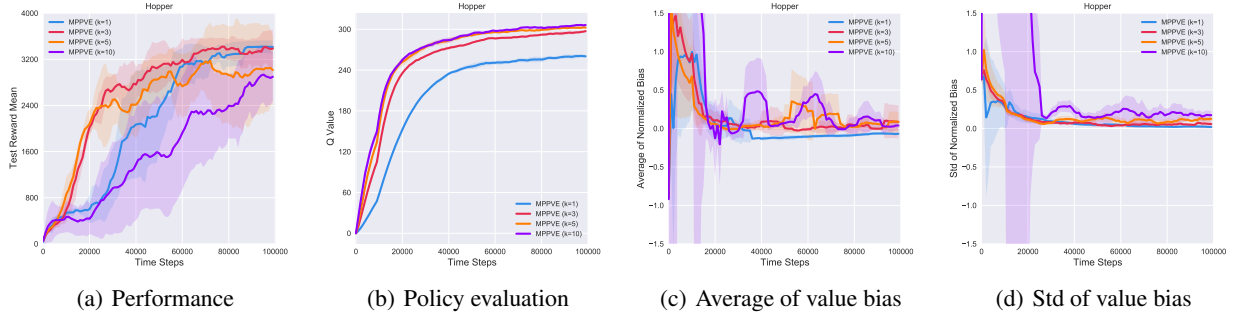 Hopper
Test Reward Mean
4000
3200
2400
1600
800
0
MPPVE (k=1)
MPPVE (k=3)
MPPVE (k=5)
MPPVE (k=10)
0 20000 40000 60000 80000 100000
Time Steps
(a) Performance
Hopper
Q Value
300
240
180
120
60
0
MPPVE (k=1)
MPPVE (k=3)
MPPVE (k=5)
MPPVE (k=10)
0 20000 40000 60000 80000 100000
Time Steps
(b) Policy evaluation
Hopper
Average of Normalized Bias
1.5
1.0
0.5
0.0
−0.5
−1.0
−1.5
MPPVE (k=1)
MPPVE (k=3)
MPPVE (k=5)
MPPVE (k=10)
0 20000 40000 60000 80000 100000
Time Steps
(c) Average of value bias
Hopper
Std of Normalized Bias
1.5
1.0
0.5
0.0
−0.5
−1.0
−1.5
MPPVE (k=1)
MPPVE (k=3)
MPPVE (k=5)
MPPVE (k=10)
0 20000 40000 60000 80000 100000
Time Steps
(d) Std of value bias